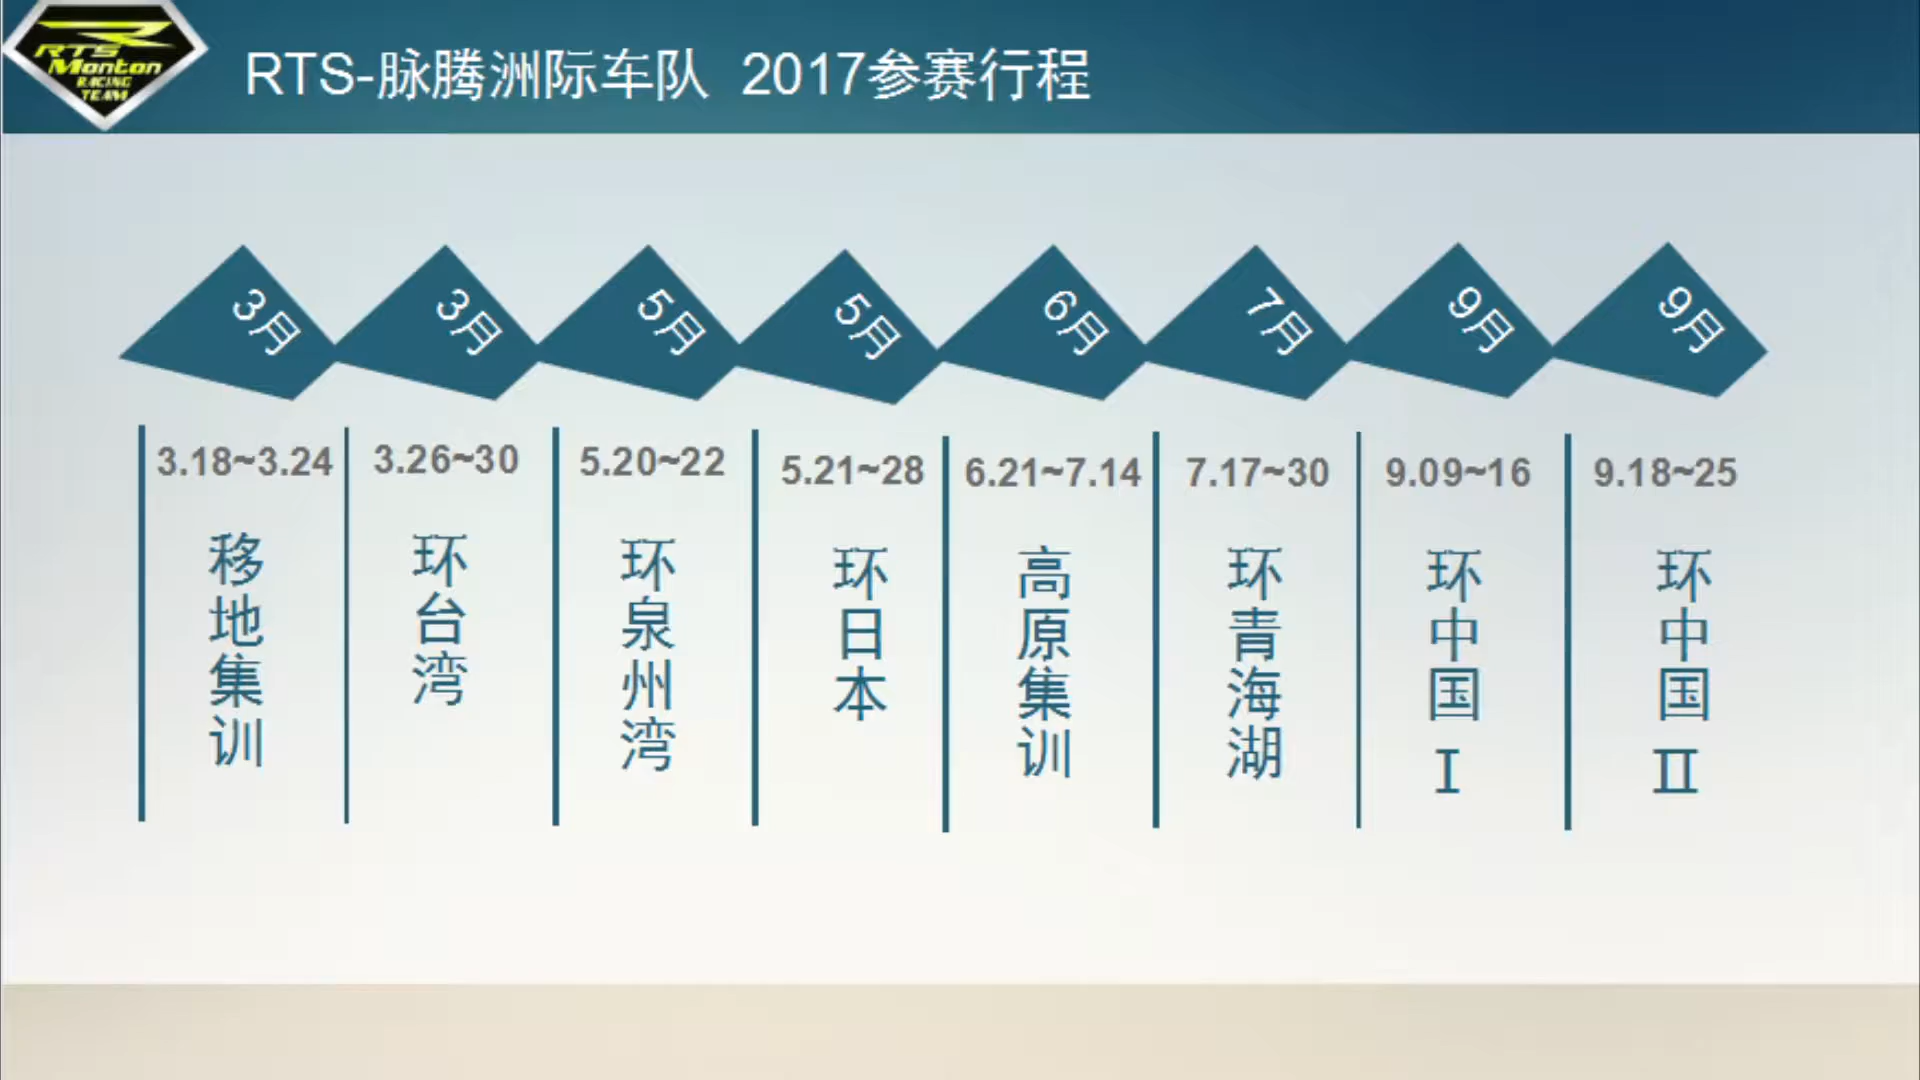 RTS
Monton
RACING
TEAM
RTS-脉腾洲际车队 2017参赛行程
3月
3月
5月
5月
6月
7月
9月
9月
3.18~3.24
3.26~30
5.20~22
5.21~28
6.21~7.14
7.17~30
9.09~16
9.18~25
移地集训
环台湾
环泉州湾
环日本
高原集训
环青海湖
环中国Ⅰ
环中国Ⅱ